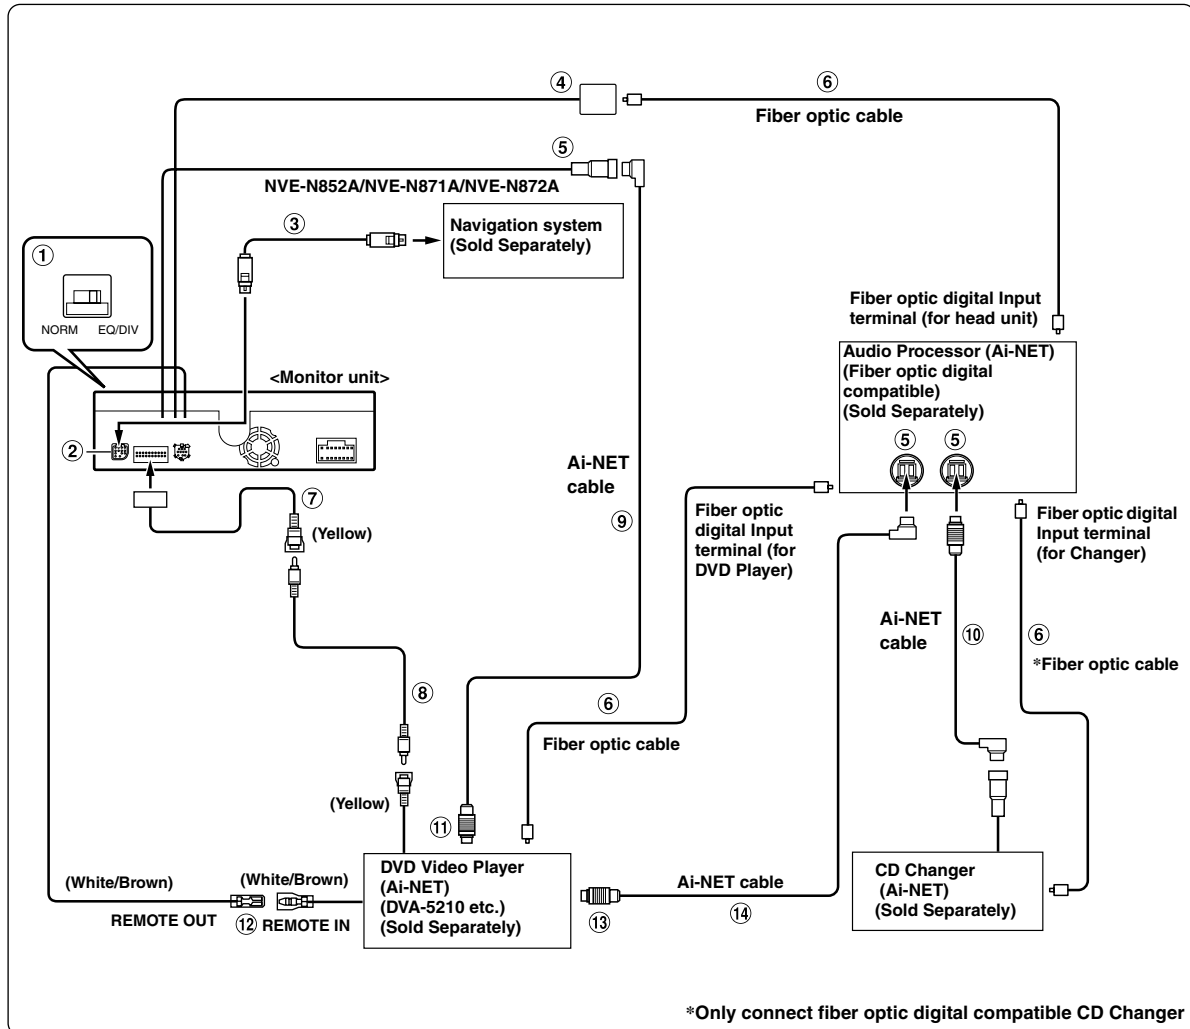 ④
⑥
Fiber optic cable
⑤
NVE-N852A/NVE-N871A/NVE-N872A
③
Navigation system
(Sold Separately)
①
NORM EQ/DIV
Fiber optic digital Input
terminal (for head unit)
<Monitor unit>
Audio Processor (Ai-NET)
(Fiber optic digital
compatible)
(Sold Separately)
②
⑤ ⑤
Ai-NET
cable
⑦
(Yellow)
⑨
Fiber optic
digital Input
terminal (for
DVD Player)
Fiber optic digital
Input terminal
(for Changer)
Ai-NET
cable
⑩
⑥
*Fiber optic cable
⑧
⑥
Fiber optic cable
(Yellow)
⑪
DVD Video Player
(Ai-NET)
(DVA-5210 etc.)
(Sold Separately)
CD Changer
(Ai-NET)
(Sold Separately)
(White/Brown) (White/Brown)
REMOTE OUT ⑫ REMOTE IN
⑬
Ai-NET cable
⑭
*Only connect fiber optic digital compatible CD Changer